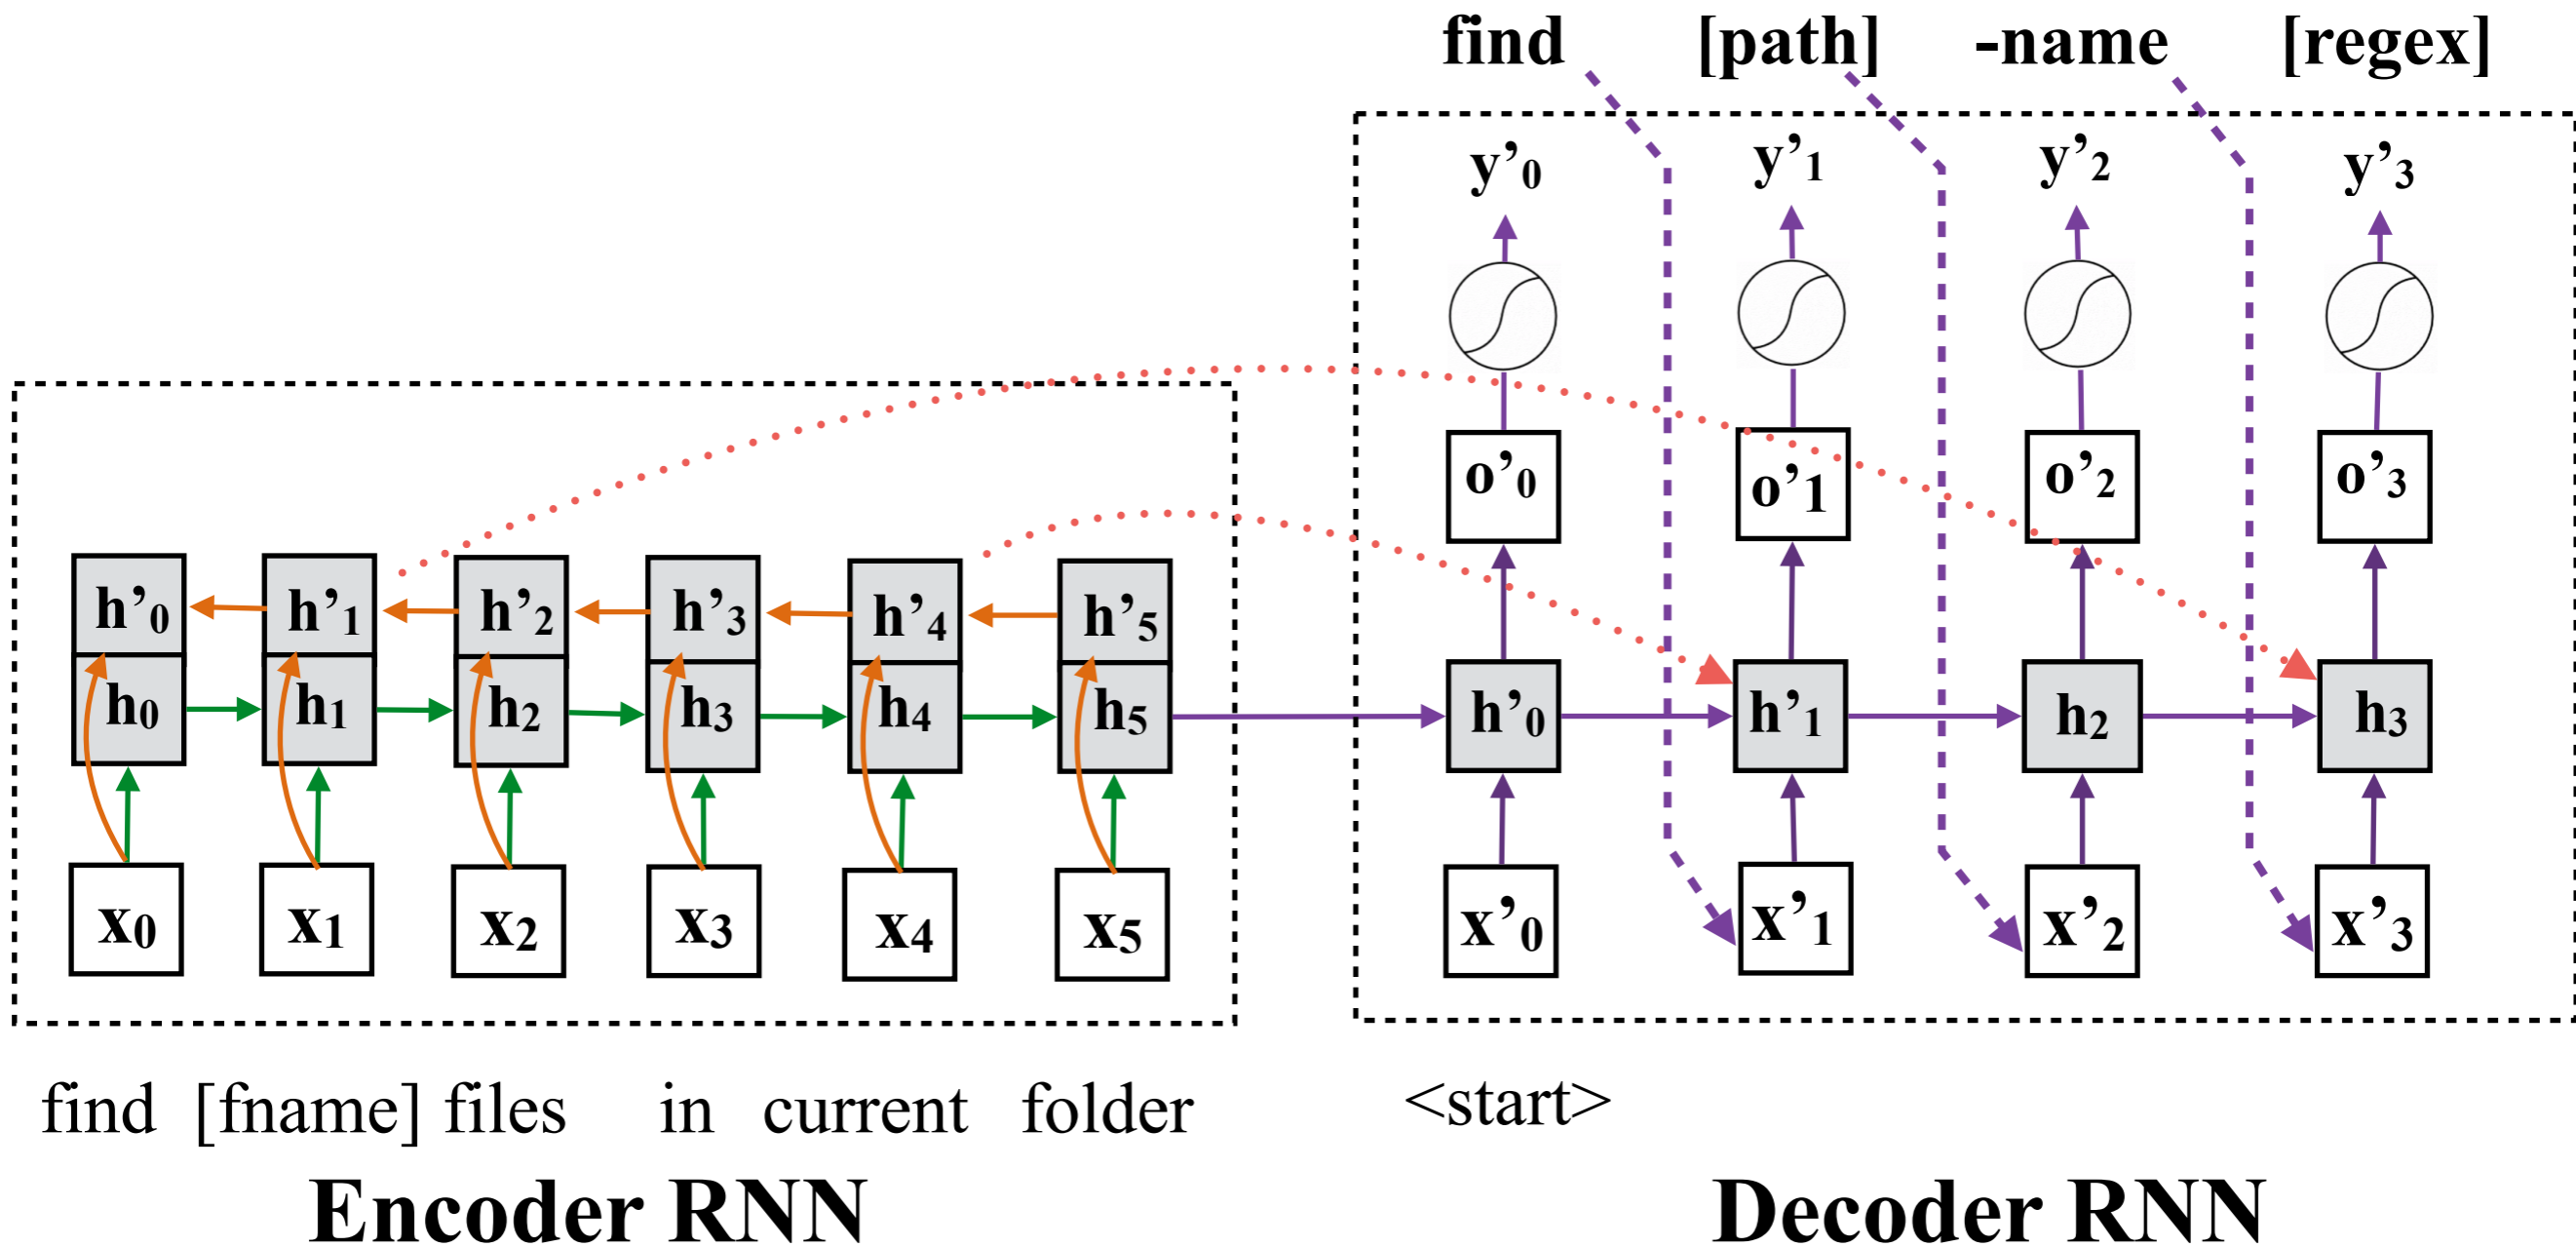 find [path] -name [regex]
y’0 y’1 y’2 y’3
o’0 o’1 o’2 o’3
h’0 h’1 h’2 h’3 h’4 h’5
h0 h1 h2 h3 h4 h5 h’0 h’1 h2 h3
x0 x1 x2 x3 x4 x5 x’0 x’1 x’2 x’3
find [fname] files in current folder <start>
Encoder RNN Decoder RNN